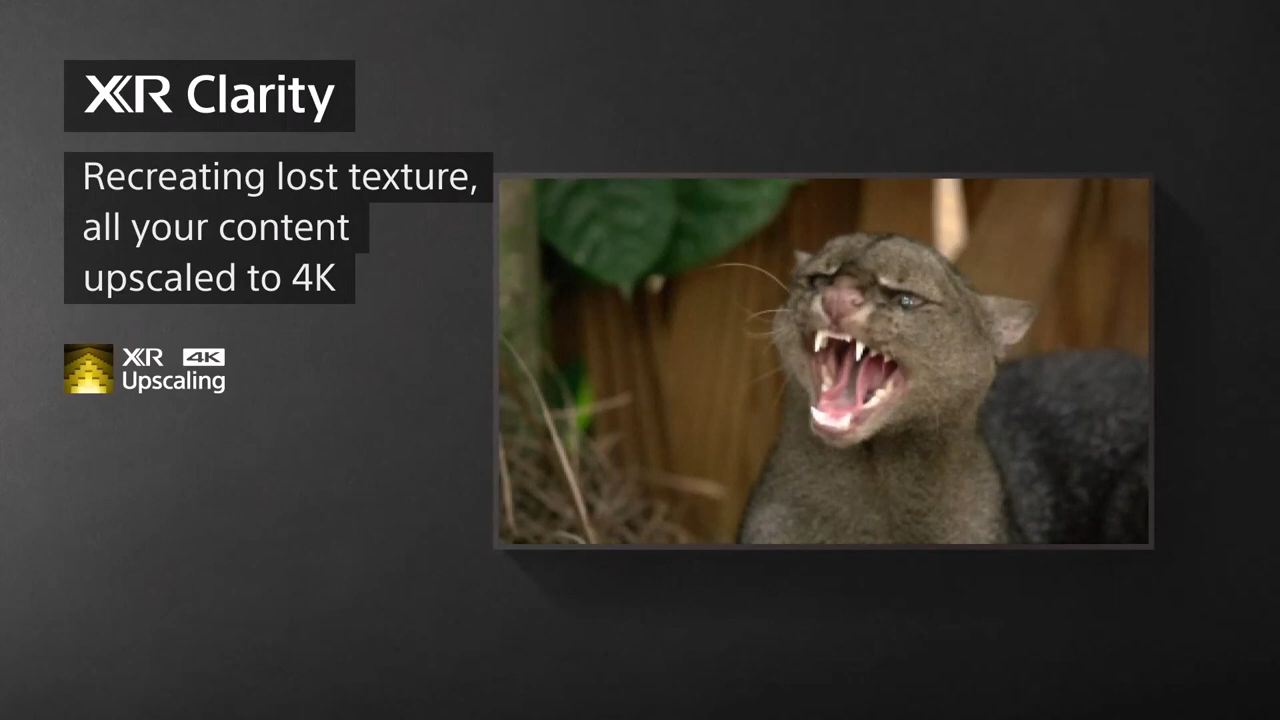 XR Clarity
Recreating lost texture,
all your content
upscaled to 4K
XR 4K
Upscaling